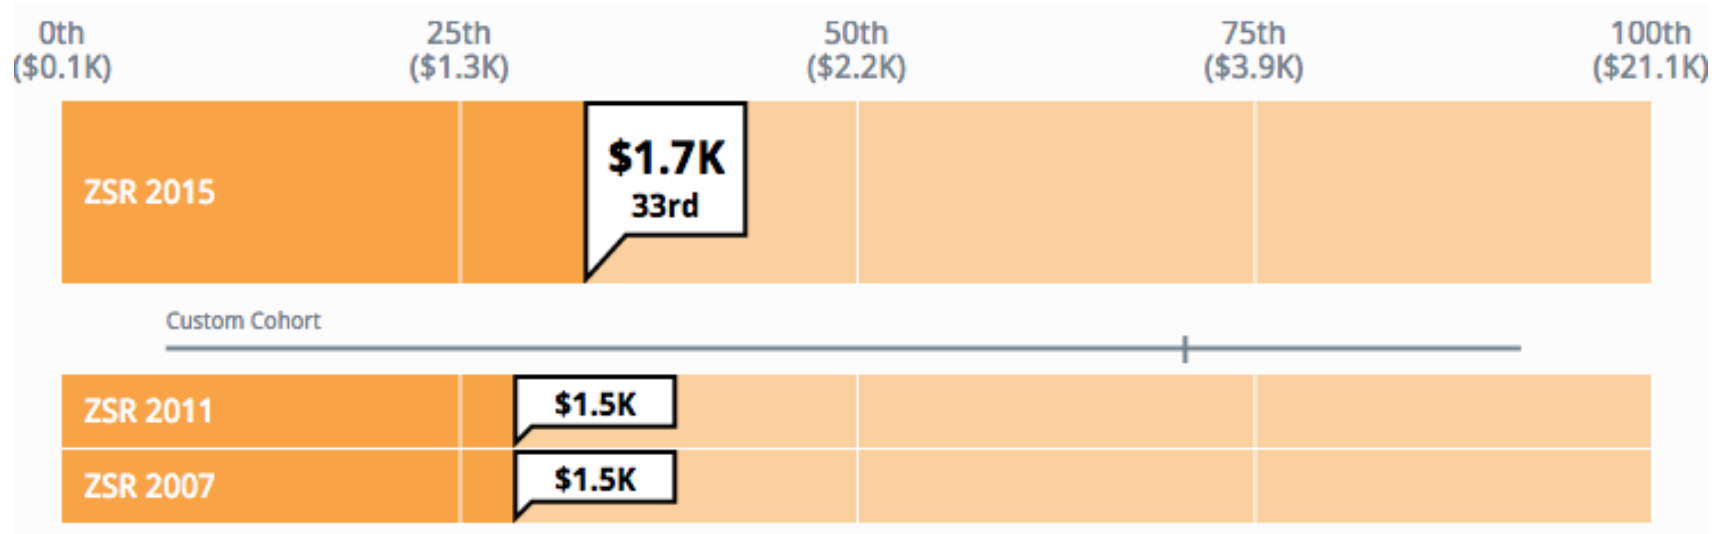 0th 25th 50th 75th 100th
($0.1K) ($1.3K) ($2.2K) ($3.9K) ($21.1K)
ZSR 2015
$1.7K
33rd
Custom Cohort
ZSR 2011 $1.5K
ZSR 2007 $1.5K